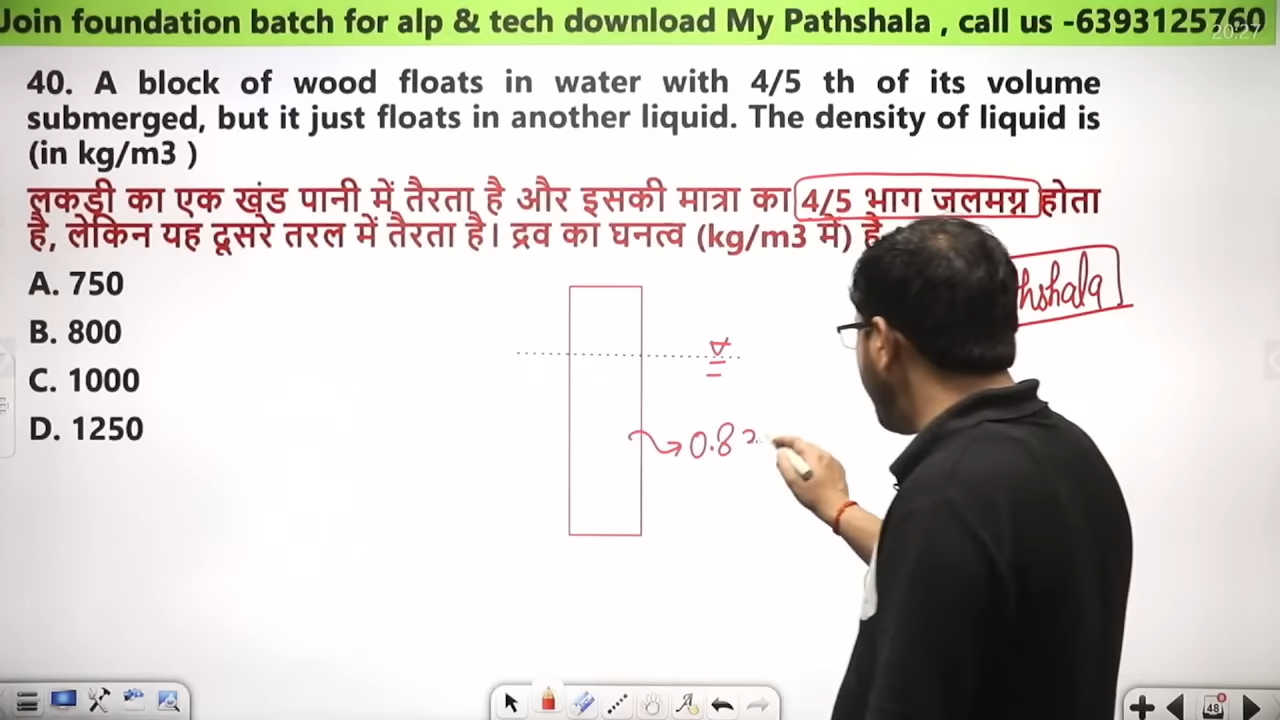 Join foundation batch for alp & tech download My Pathshala , call us -6393125760
20:27
40. A block of wood floats in water with 4/5 th of its volume
submerged, but it just floats in another liquid. The density of liquid is
(in kg/m3 )
लकड़ी का एक खंड पानी में तैरता है और इसकी मात्रा का 4/5 भाग जलमग्न होता
है, लेकिन यह दूसरे तरल में तैरता है। द्रव का घनत्व (kg/m3 में) है
hshala
A. 750
B. 800
C. 1000
D. 1250
0.8
48